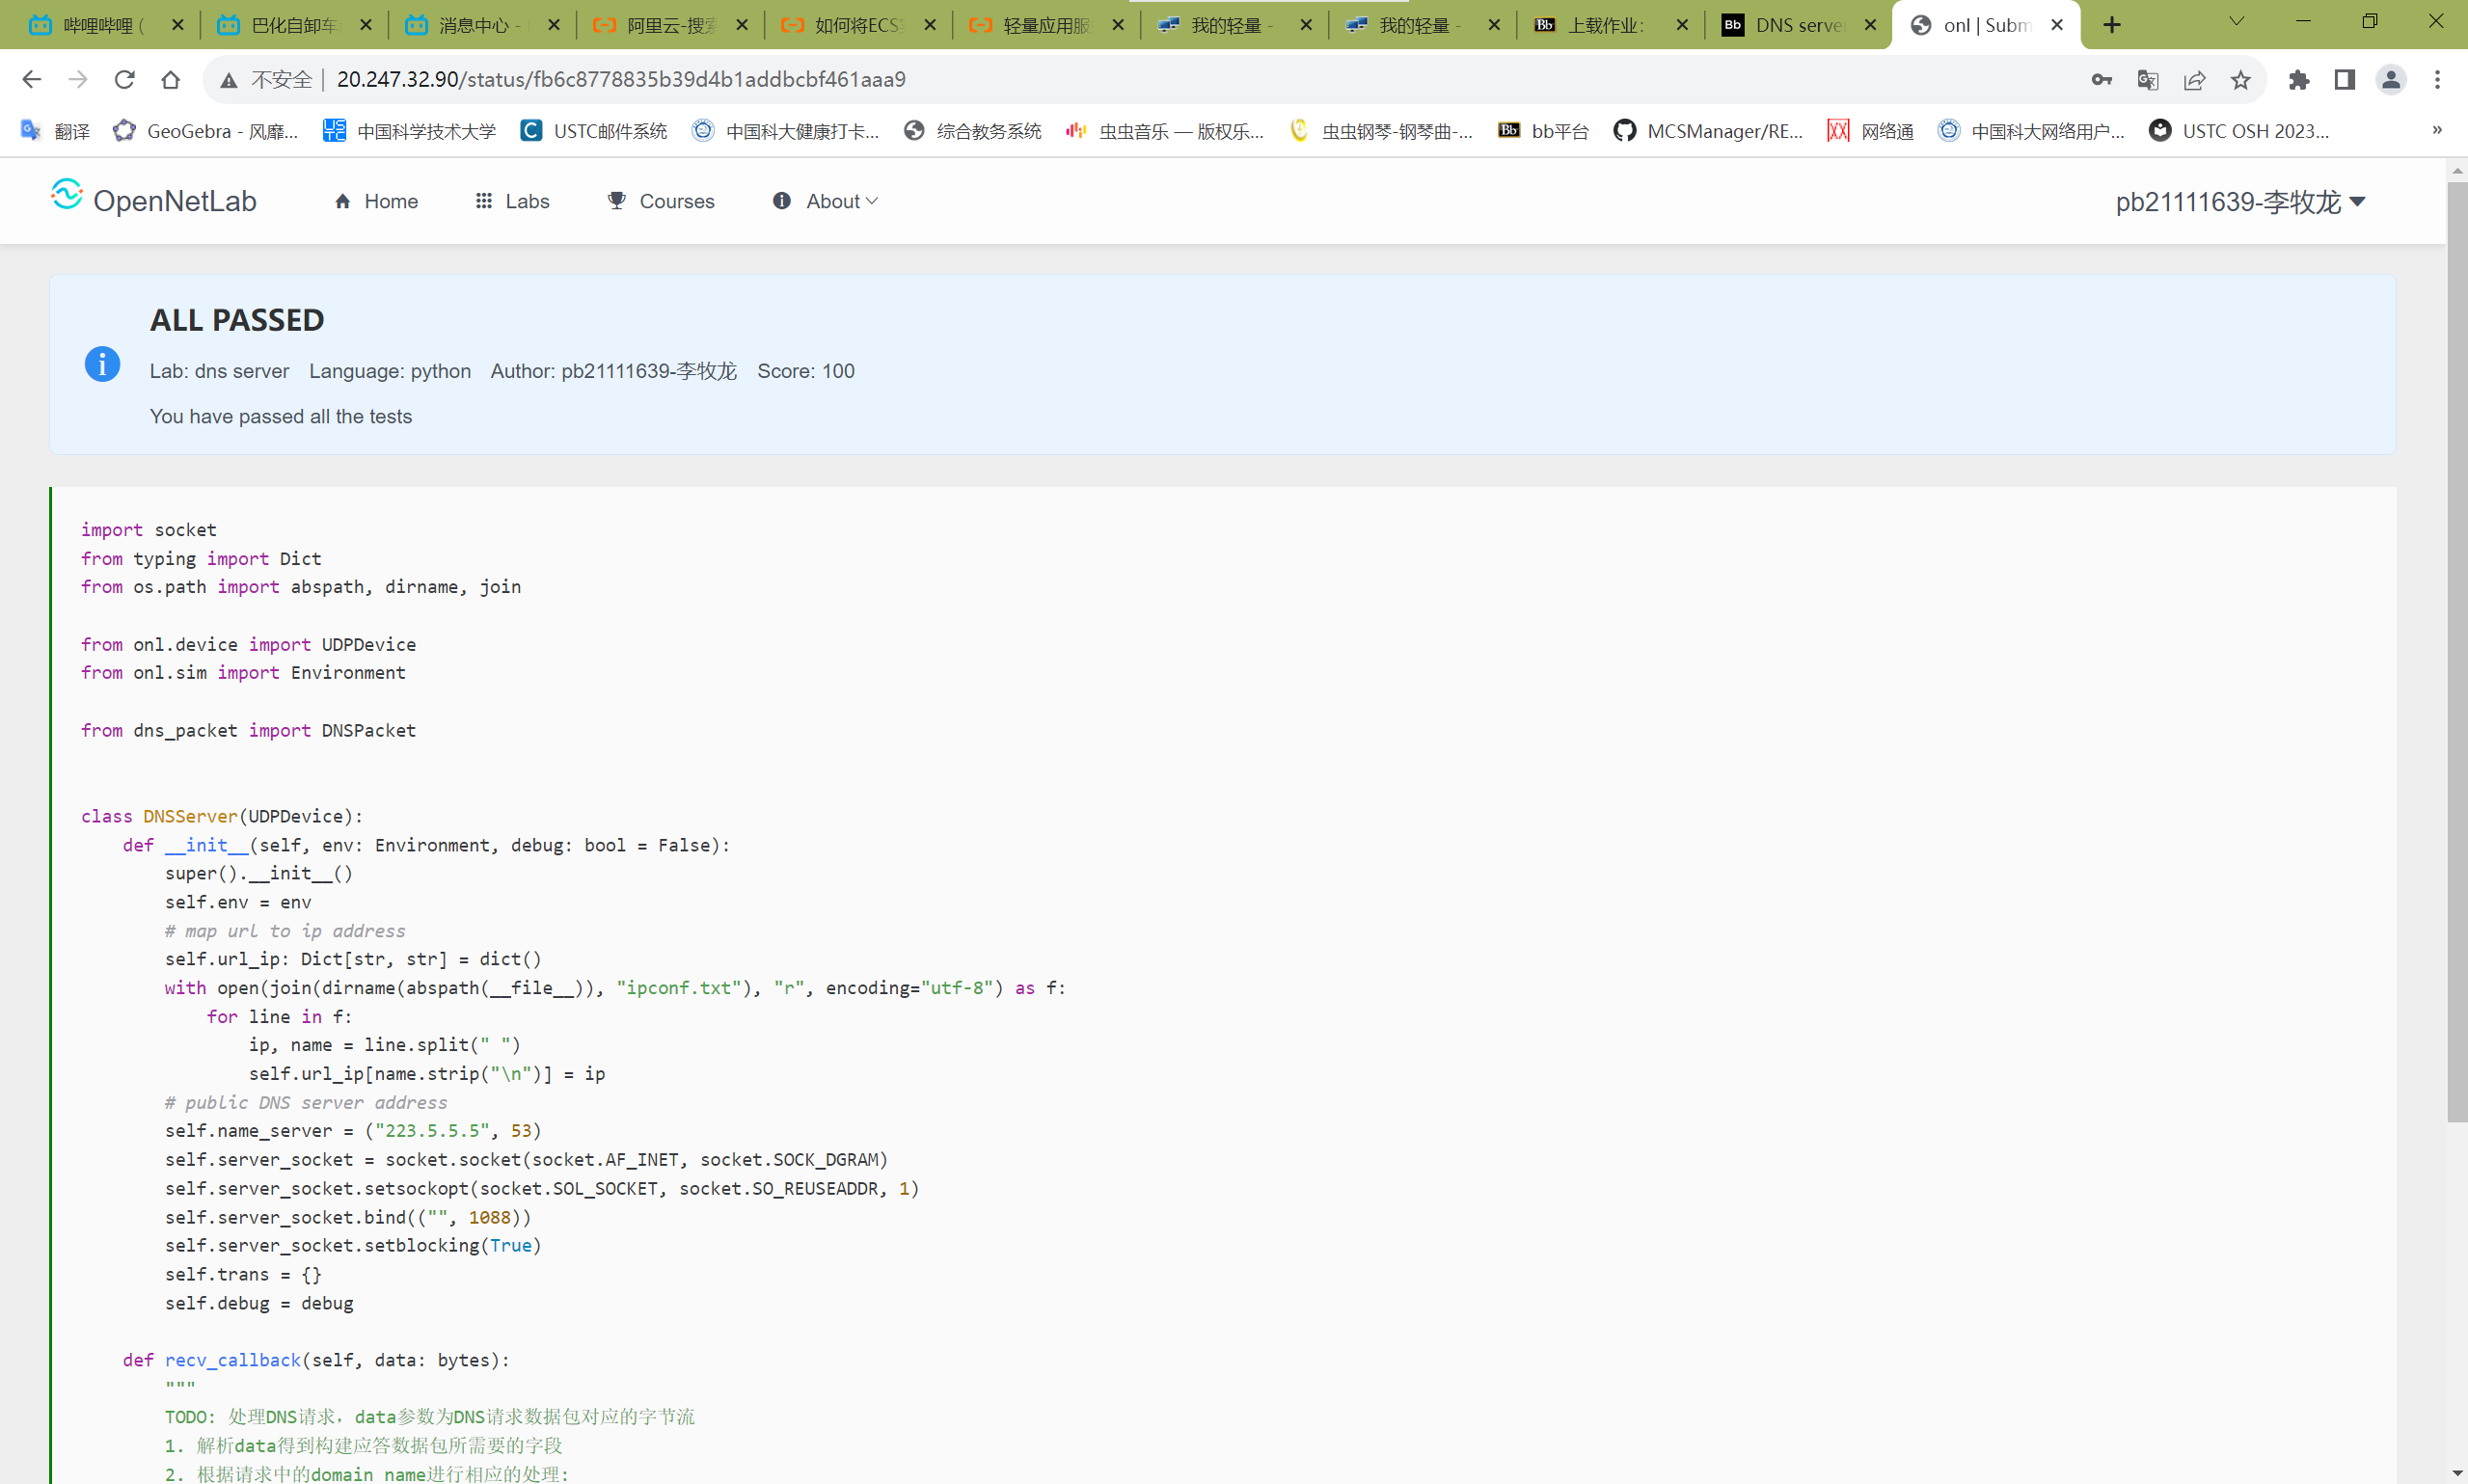 哔哩哔哩 (
巴化自卸车
消息中心 -
阿里云-搜索
如何将ECS实
轻量应用服
我的轻量 -
我的轻量 -
上载作业:
DNS server
onl | Subm
不安全 | 20.247.32.90/status/fb6c8778835b39d4b1addbcbf461aaa9
翻译 GeoGebra - 风靡... 中国科学技术大学 USTC邮件系统 中国科大健康打卡... 综合教务系统 虫虫音乐 — 版权乐... 虫虫钢琴-钢琴曲-... bb平台 MCSManager/RE... 网络通 中国科大网络用户... USTC OSH 2023... »
OpenNetLab Home Labs Courses About pb21111639-李牧龙
ALL PASSED
Lab: dns server Language: python Author: pb21111639-李牧龙 Score: 100
You have passed all the tests
import socket
from typing import Dict
from os.path import abspath, dirname, join
from onl.device import UDPDevice
from onl.sim import Environment
from dns_packet import DNSPacket
class DNSServer(UDPDevice):
    def __init__(self, env: Environment, debug: bool = False):
        super().__init__()
        self.env = env
        # map url to ip address
        self.url_ip: Dict[str, str] = dict()
        with open(join(dirname(abspath(__file__)), "ipconf.txt"), "r", encoding="utf-8") as f:
            for line in f:
                ip, name = line.split(" ")
                self.url_ip[name.strip("\n")] = ip
        # public DNS server address
        self.name_server = ("223.5.5.5", 53)
        self.server_socket = socket.socket(socket.AF_INET, socket.SOCK_DGRAM)
        self.server_socket.setsockopt(socket.SOL_SOCKET, socket.SO_REUSEADDR, 1)
        self.server_socket.bind(("", 1088))
        self.server_socket.setblocking(True)
        self.trans = {}
        self.debug = debug
    def recv_callback(self, data: bytes):
        """
        TODO: 处理DNS请求，data参数为DNS请求数据包对应的字节流
        1. 解析data得到构建应答数据包所需要的字段
        2. 根据请求中的domain name进行相应的处理: